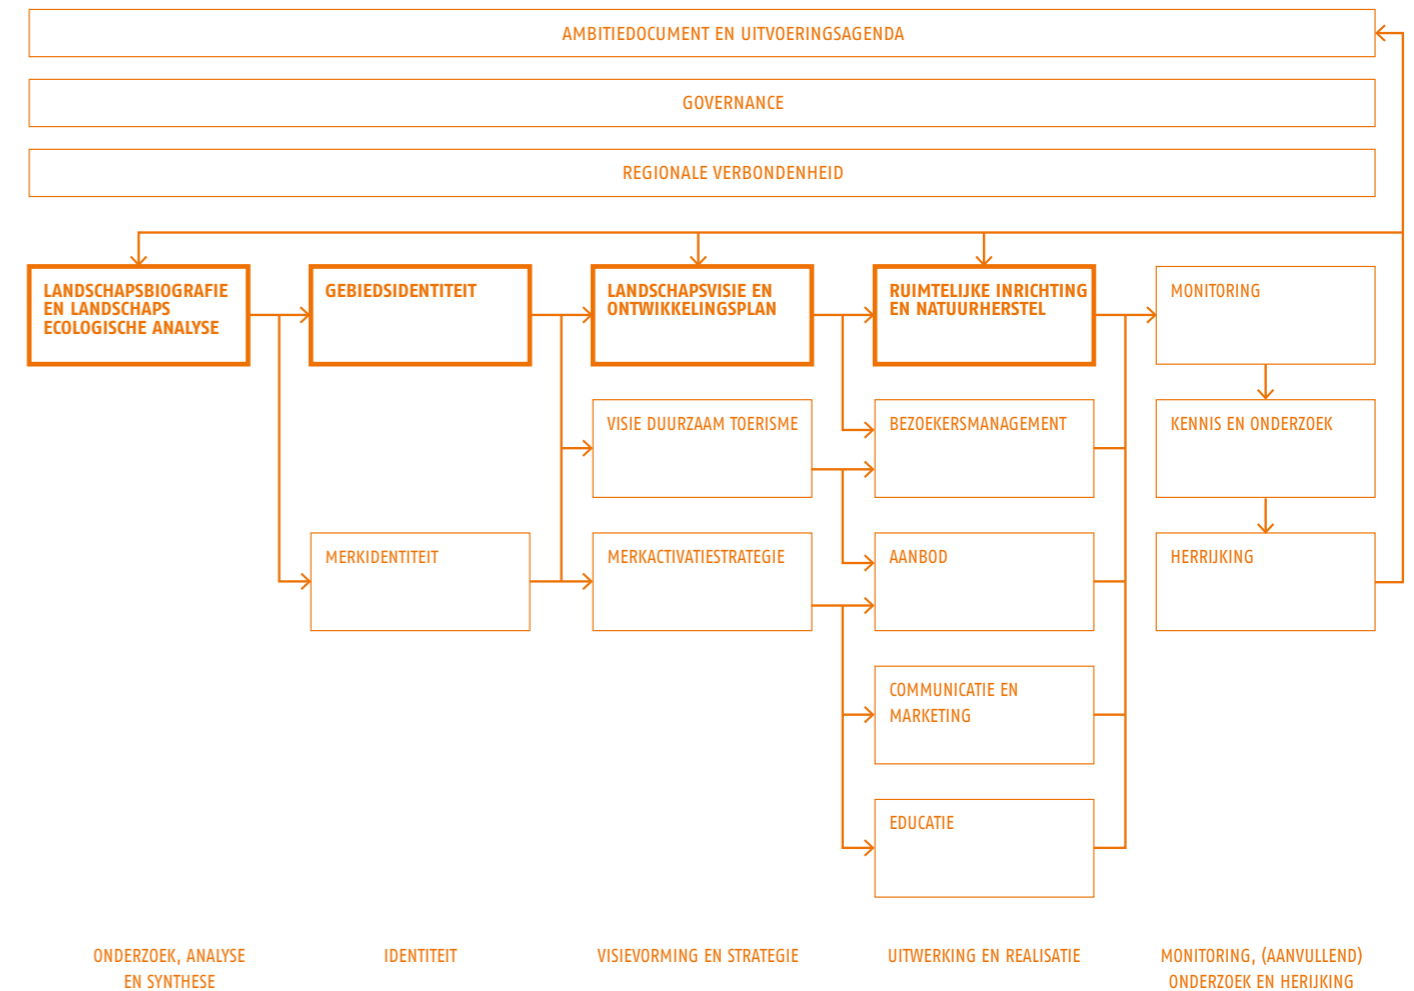 AMBITIEDOCUMENT EN UITVOERINGSAGENDA
GOVERNANCE
REGIONALE VERBONDENHEID
LANDSCHAPSBIOGRAFIE
EN LANDSCHAPS
ECOLOGISCHE ANALYSE
GEBIEDSIDENTITEIT
LANDSCHAPSVISIE EN
ONTWIKKELINGSPLAN
RUIMTELIJKE INRICHTING
EN NATUURHERSTEL
MONITORING
VISIE DUURZAAM TOERISME
BEZOEKERSMANAGEMENT
KENNIS EN ONDERZOEK
MERKIDENTITEIT
MERKACTIVATIESTRATEGIE
AANBOD
HERRIJKING
COMMUNICATIE EN
MARKETING
EDUCATIE
ONDERZOEK, ANALYSE
EN SYNTHESE
IDENTITEIT
VISIEVORMING EN STRATEGIE
UITWERKING EN REALISATIE
MONITORING, (AANVULLEND)
ONDERZOEK EN HERIJKING